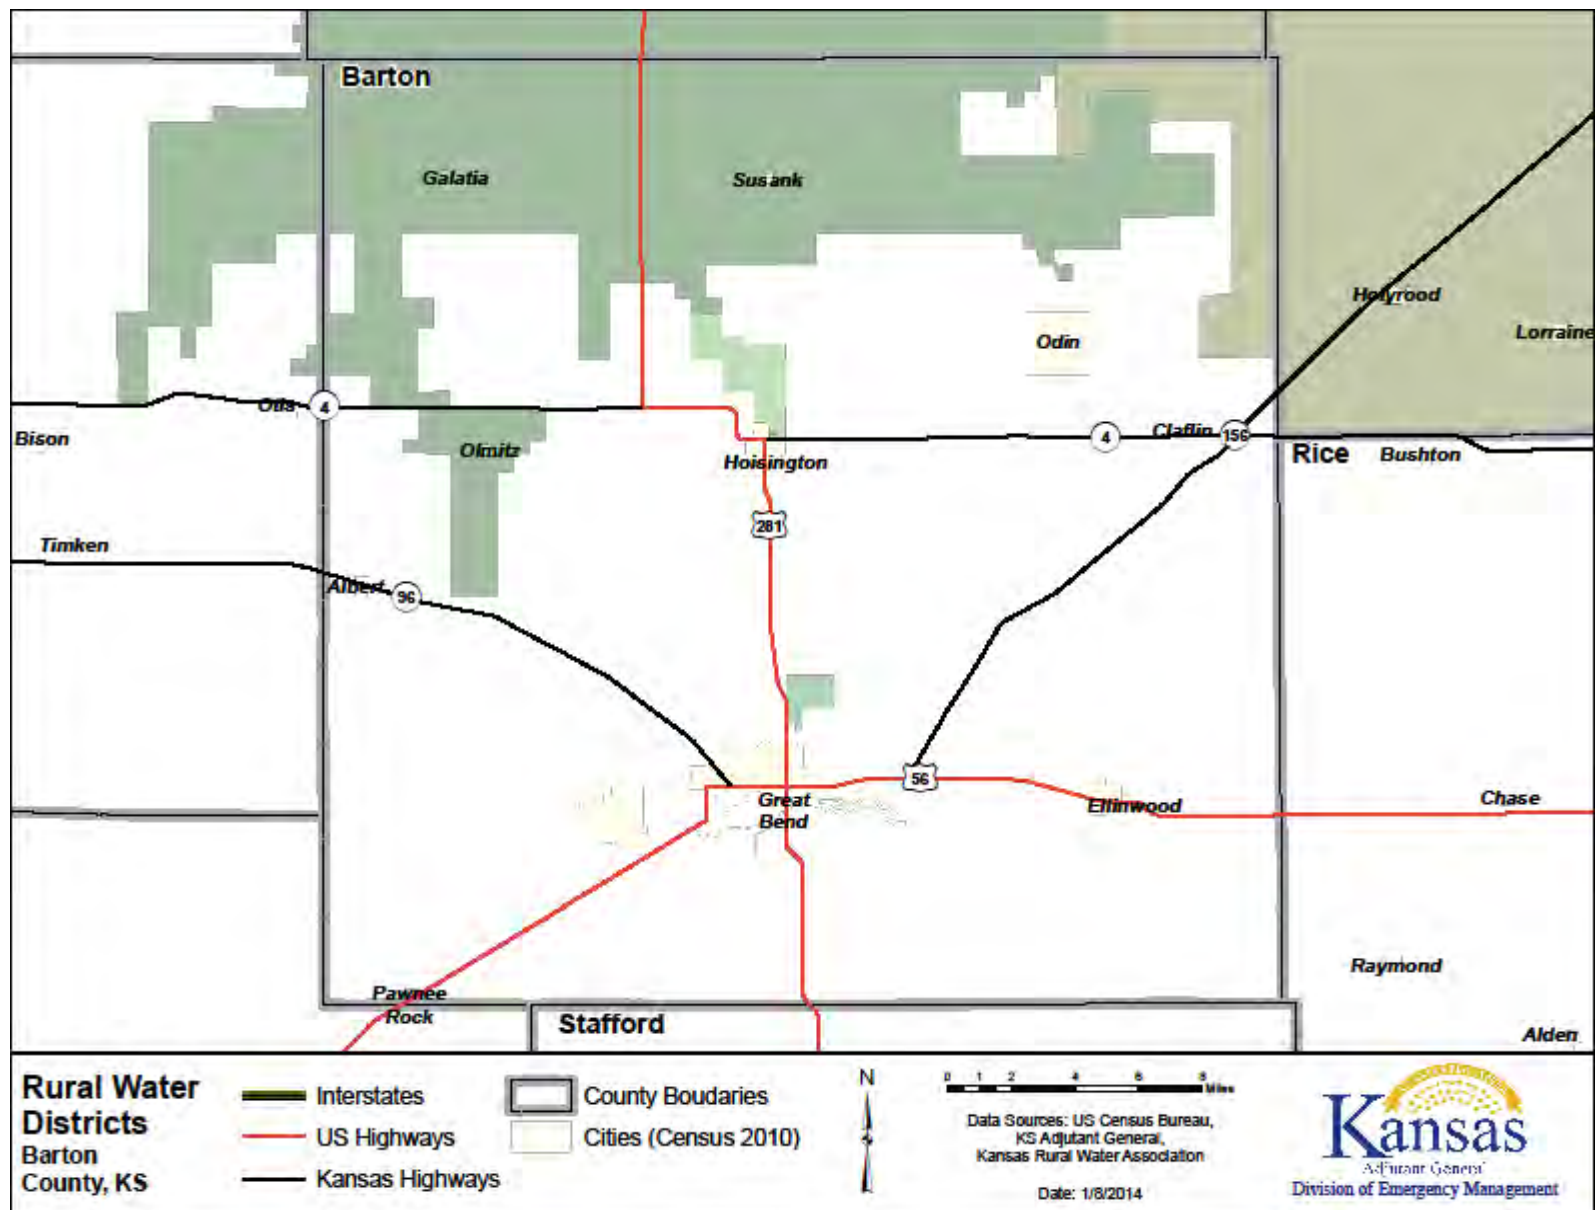 Barton
Galatia
Susank
Holyrood
Lorraine
Odin
Otis
4
Bison
Olmitz
Hoisington
4
Claflin
156
Rice
Bushton
281
Timken
Albert
96
56
Great
Bend
Ellinwood
Chase
Raymond
Pawnee
Rock
Stafford
Alden
Rural Water
Districts
Barton
County, KS
Interstates
US Highways
Kansas Highways
County Boudaries
Cities (Census 2010)
N
0 1 2 4 6 8
Miles
Data Sources: US Census Bureau,
KS Adjutant General,
Kansas Rural Water Association
Date: 1/8/2014
Kansas
Adjutant General
Division of Emergency Management